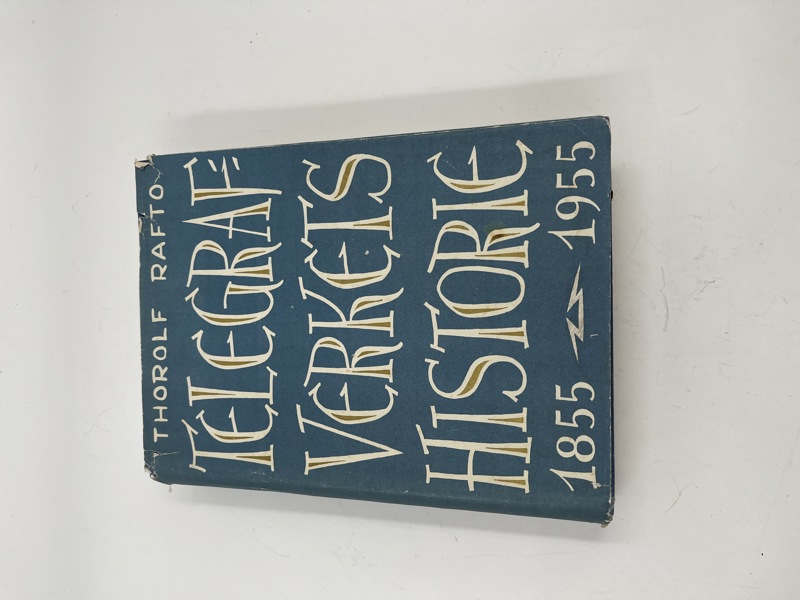 THOROLF RAFTO
TELEGRAF=
VERKETS
HISTORIE
1855 1955